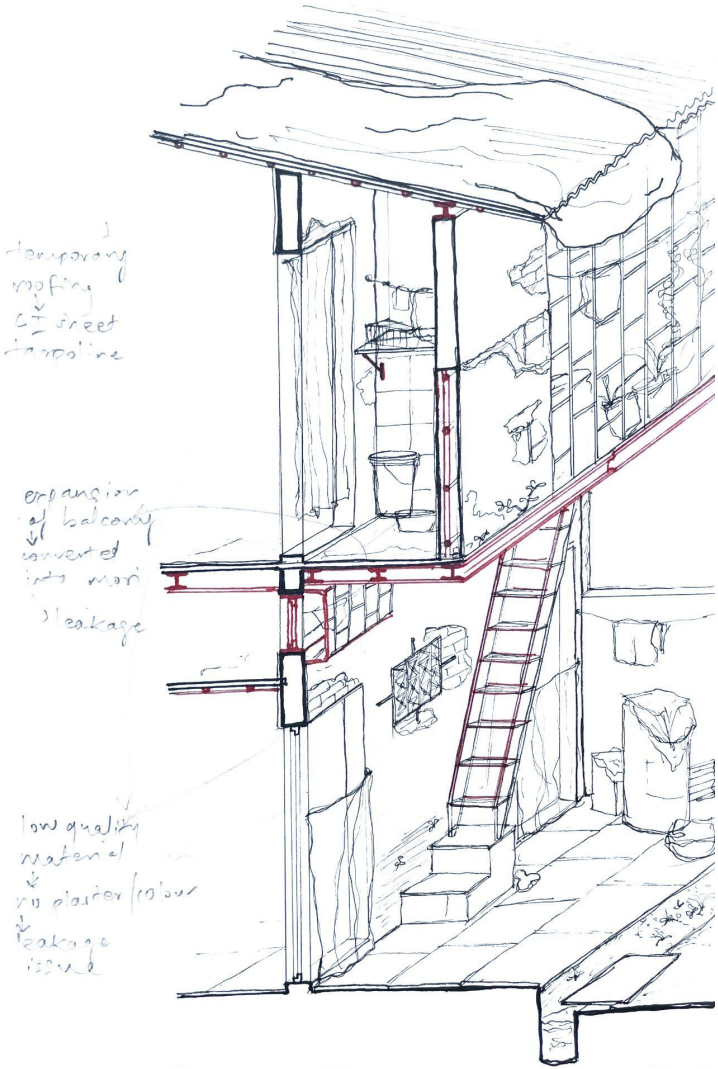 temporary
roofing
↓
CI sheet
tarpoline
expansion
of balcony
↓
converted
into mori
leakage
low quality
material
↓
no plaster/colour
↓
leakage
issue